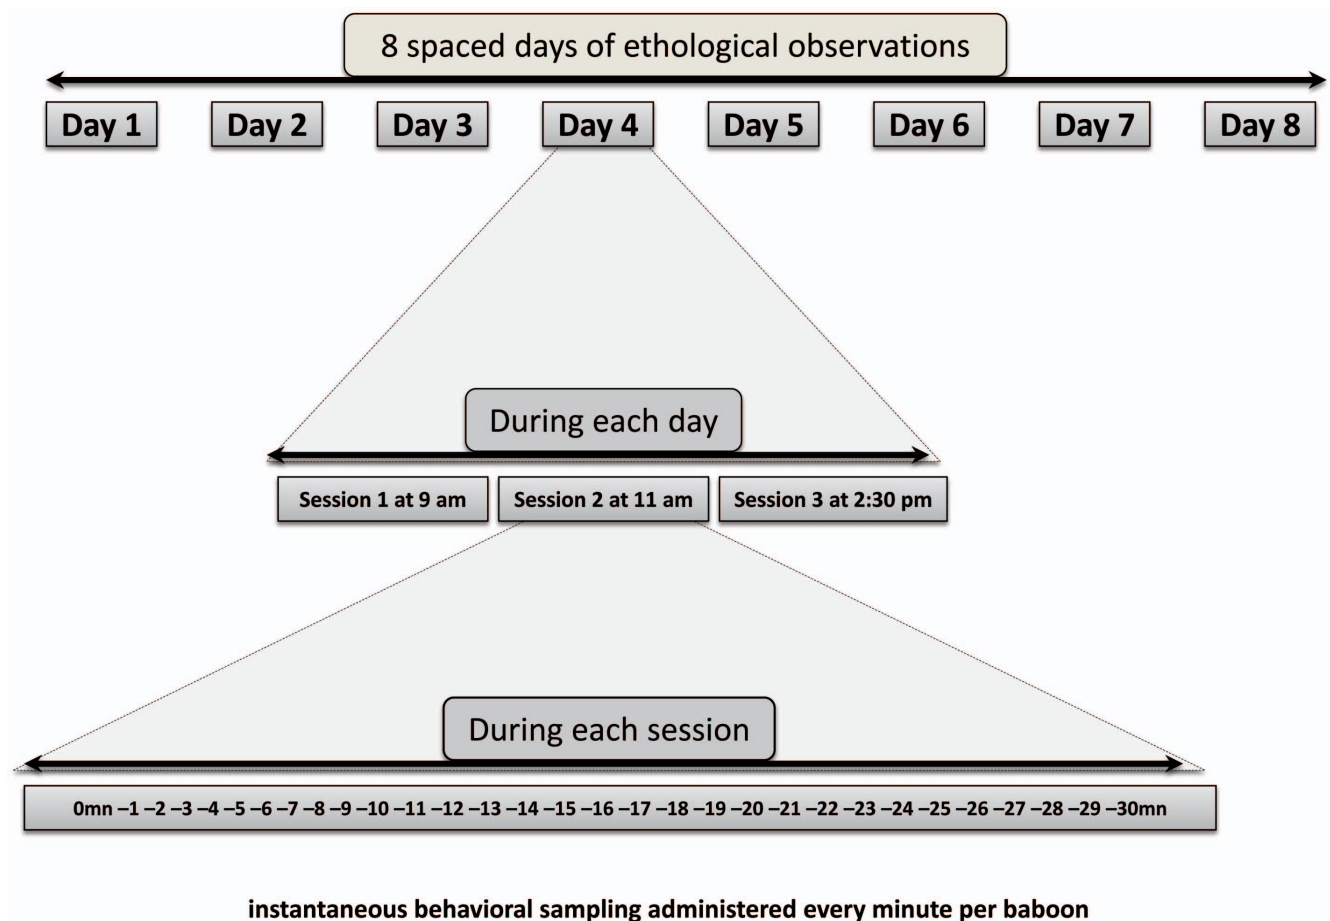 8 spaced days of ethological observations
Day 1 Day 2 Day 3 Day 4 Day 5 Day 6 Day 7 Day 8
During each day
Session 1 at 9 am Session 2 at 11 am Session 3 at 2:30 pm
During each session
0mn –1 –2 –3 –4 –5 –6 –7 –8 –9 –10 –11 –12 –13 –14 –15 –16 –17 –18 –19 –20 –21 –22 –23 –24 –25 –26 –27 –28 –29 –30mn
instantaneous behavioral sampling administered every minute per baboon